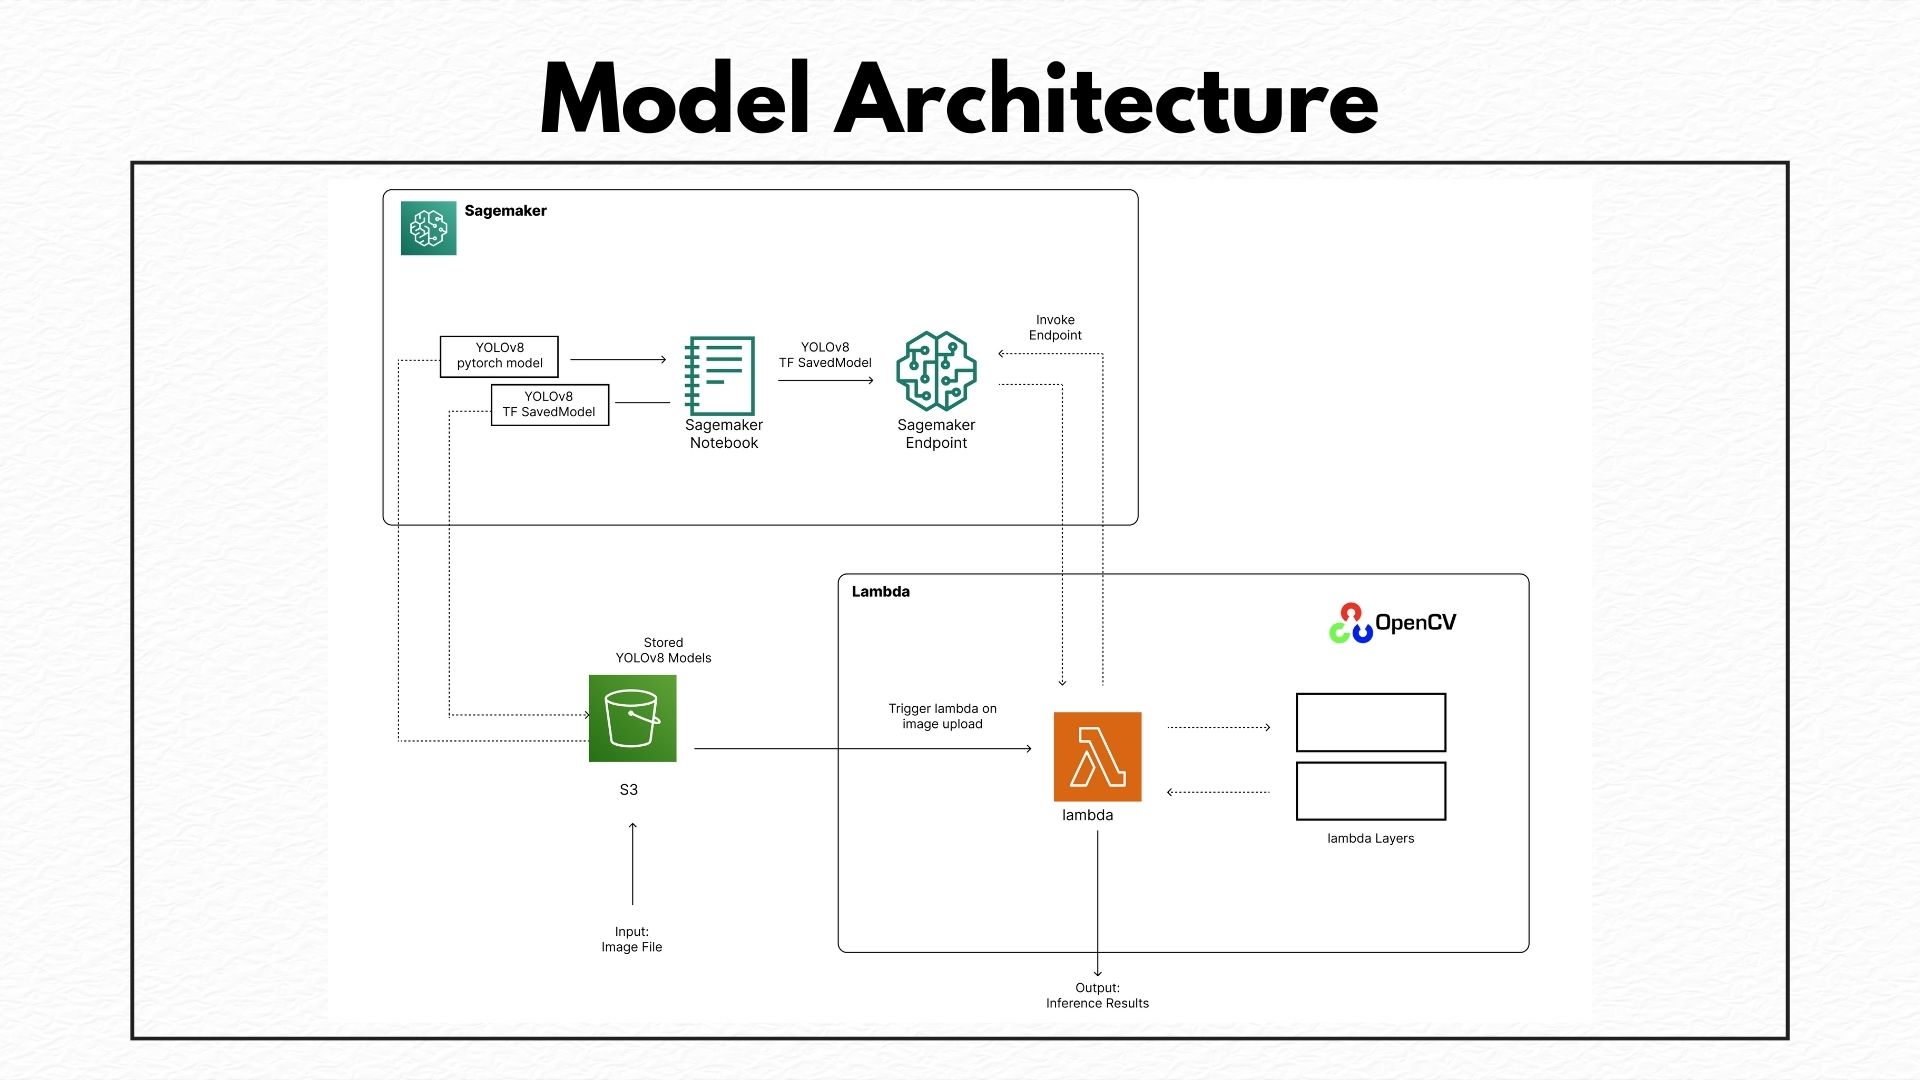 Model Architecture
Sagemaker
YOLOv8
pytorch model
YOLOv8
TF SavedModel
Sagemaker
Notebook
YOLOv8
TF SavedModel
Sagemaker
Endpoint
Invoke
Endpoint
Stored
YOLOv8 Models
S3
Input:
Image File
Lambda
OpenCV
Trigger lambda on
image upload
lambda
lambda Layers
Output:
Inference Results